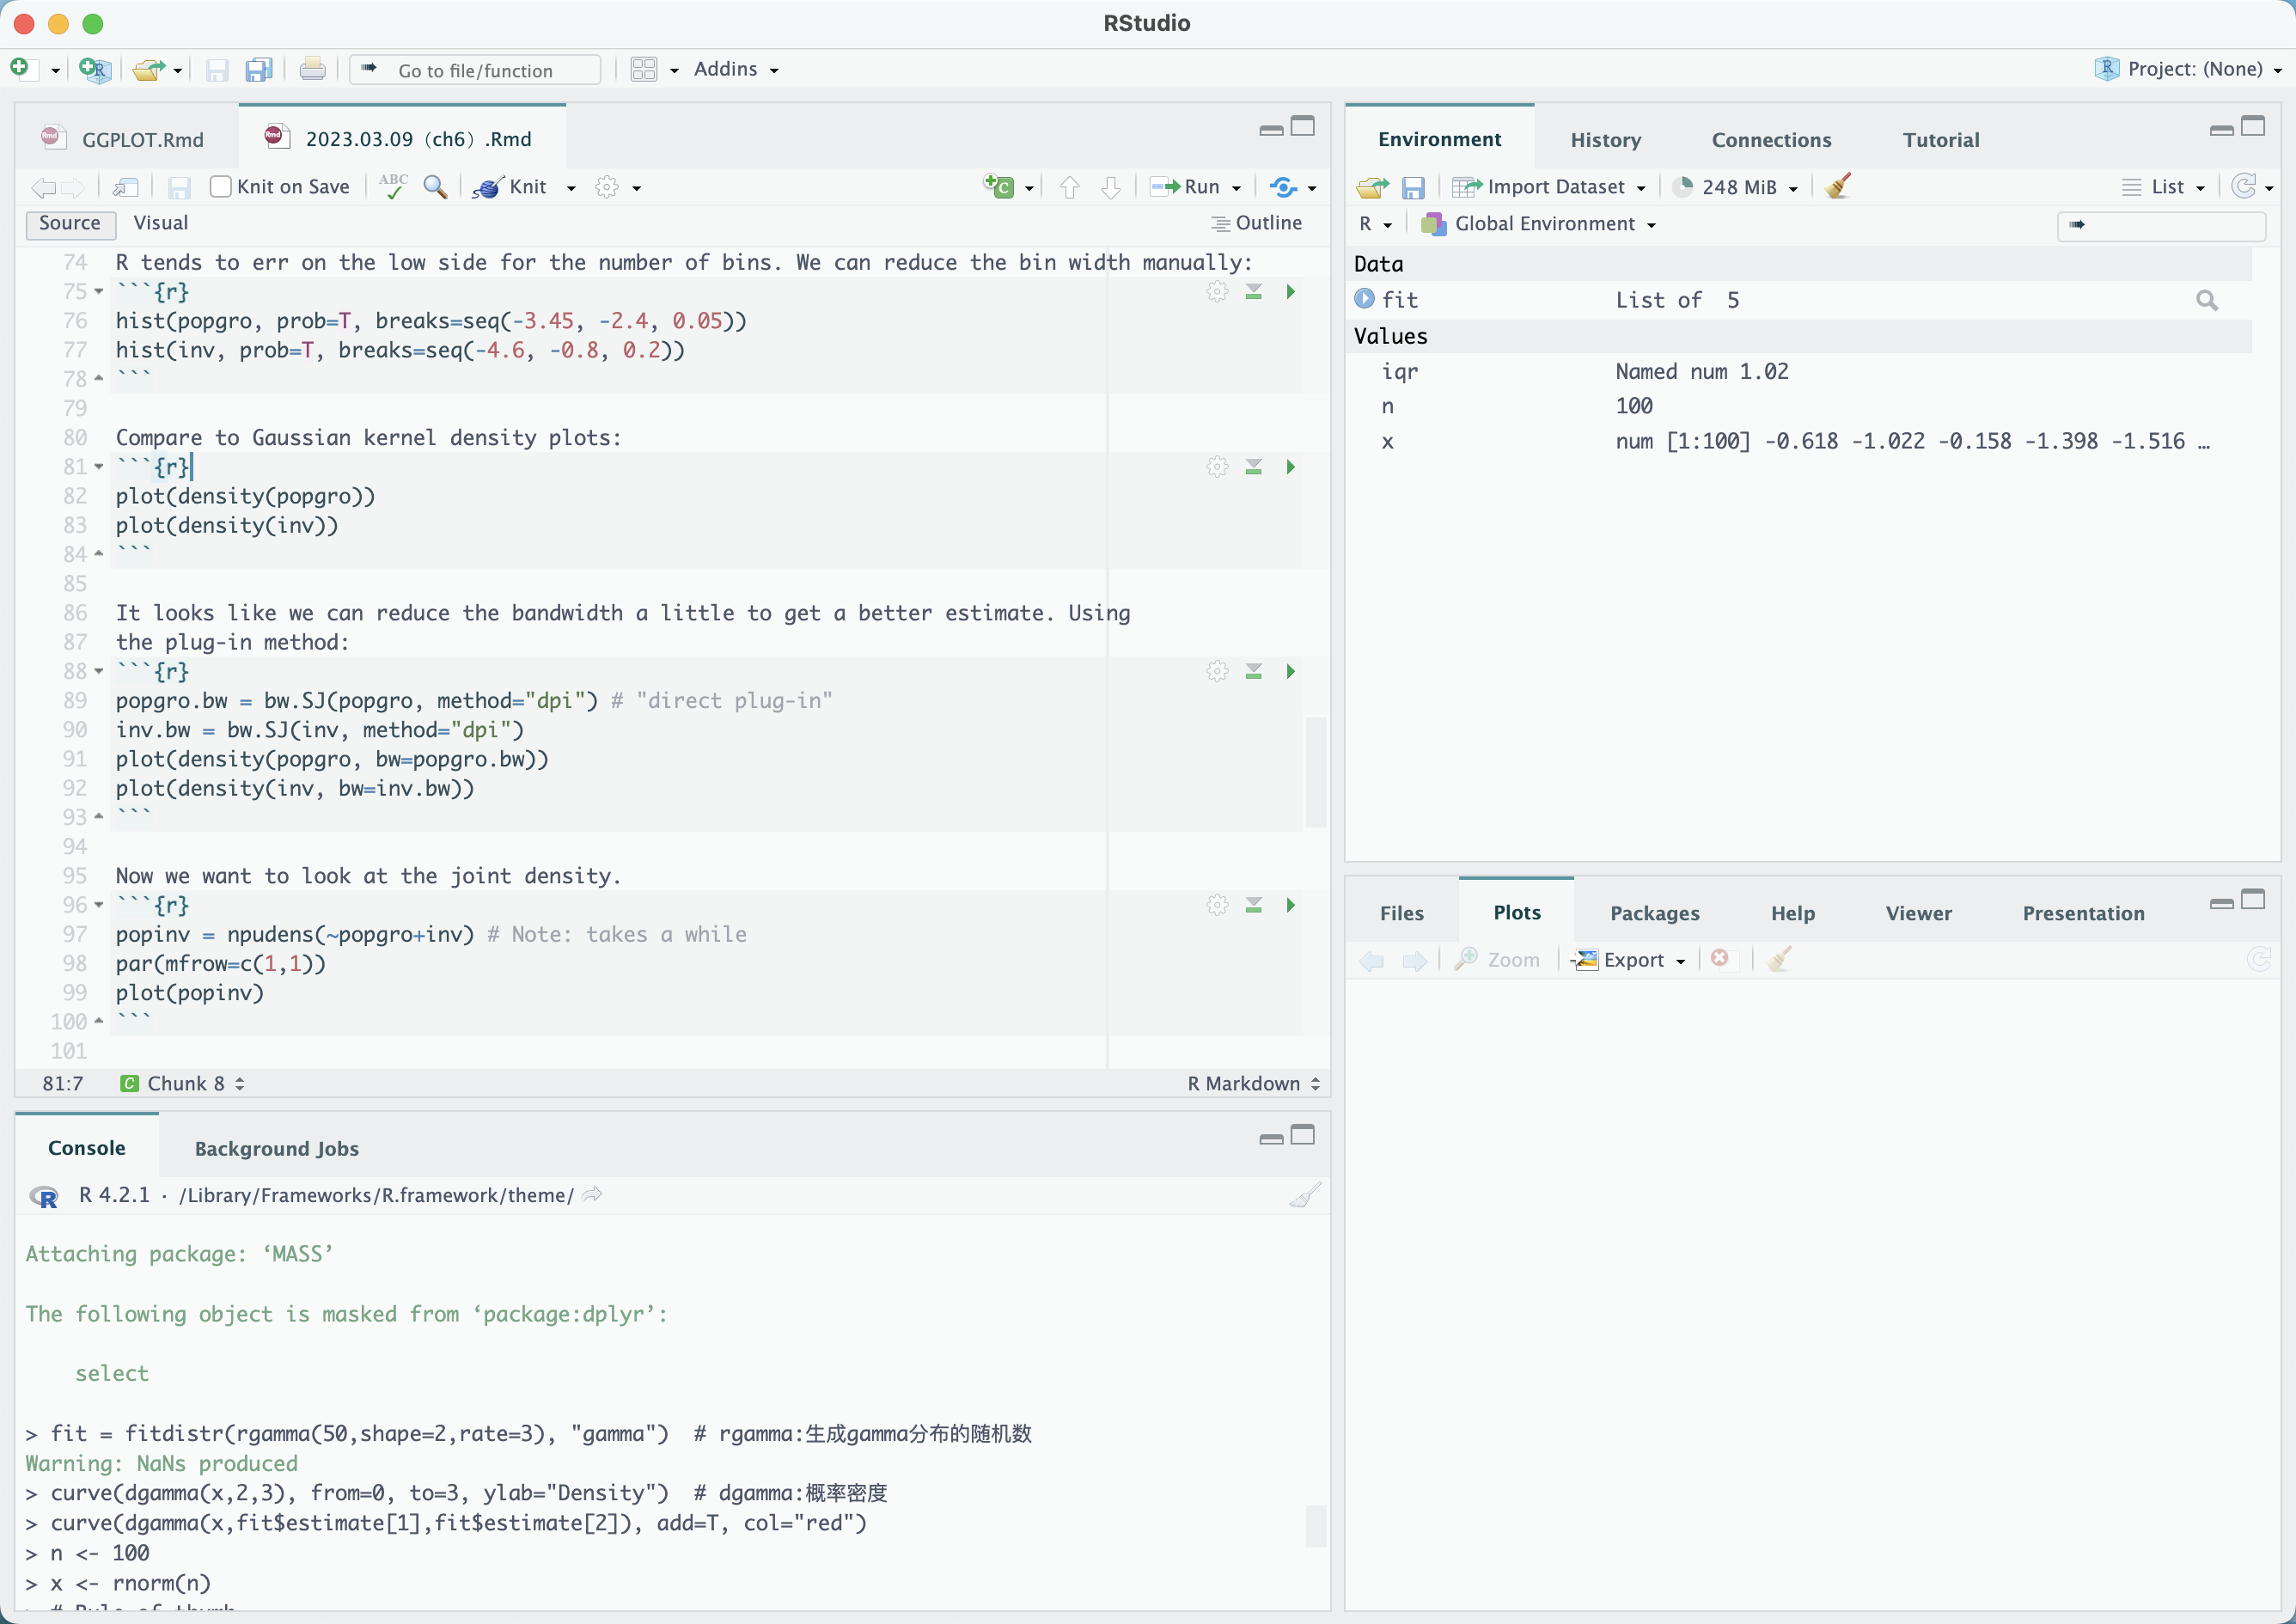 RStudio
Go to file/function
Addins
Project: (None)
GGPLOT.Rmd
2023.03.09（ch6）.Rmd
Knit on Save
ABC
Knit
Run
Source
Visual
Outline
74 R tends to err on the low side for the number of bins. We can reduce the bin width manually:
75 ```{r}
76 hist(popgro, prob=T, breaks=seq(-3.45, -2.4, 0.05))
77 hist(inv, prob=T, breaks=seq(-4.6, -0.8, 0.2))
78 ```
79
80 Compare to Gaussian kernel density plots:
81 ```{r}
82 plot(density(popgro))
83 plot(density(inv))
84 ```
85
86 It looks like we can reduce the bandwidth a little to get a better estimate. Using
87 the plug-in method:
88 ```{r}
89 popgro.bw = bw.SJ(popgro, method="dpi") # "direct plug-in"
90 inv.bw = bw.SJ(inv, method="dpi")
91 plot(density(popgro, bw=popgro.bw))
92 plot(density(inv, bw=inv.bw))
93 ```
94
95 Now we want to look at the joint density.
96 ```{r}
97 popinv = npudens(~popgro+inv) # Note: takes a while
98 par(mfrow=c(1,1))
99 plot(popinv)
100 ```
101
81:7
C Chunk 8
R Markdown
Console
Background Jobs
R 4.2.1 · /Library/Frameworks/R.framework/theme/
Attaching package: ‘MASS’
The following object is masked from ‘package:dplyr’:
select
> fit = fitdistr(rgamma(50,shape=2,rate=3), "gamma")  # rgamma:生成gamma分布的随机数
Warning: NaNs produced
> curve(dgamma(x,2,3), from=0, to=3, ylab="Density")  # dgamma:概率密度
> curve(dgamma(x,fit$estimate[1],fit$estimate[2]), add=T, col="red")
> n <- 100
> x <- rnorm(n)
> # Rule of thumb
Environment
History
Connections
Tutorial
Import Dataset
248 MiB
List
R
Global Environment
Data
fit List of 5
Values
iqr Named num 1.02
n 100
x num [1:100] -0.618 -1.022 -0.158 -1.398 -1.516 …
Files
Plots
Packages
Help
Viewer
Presentation
Zoom
Export